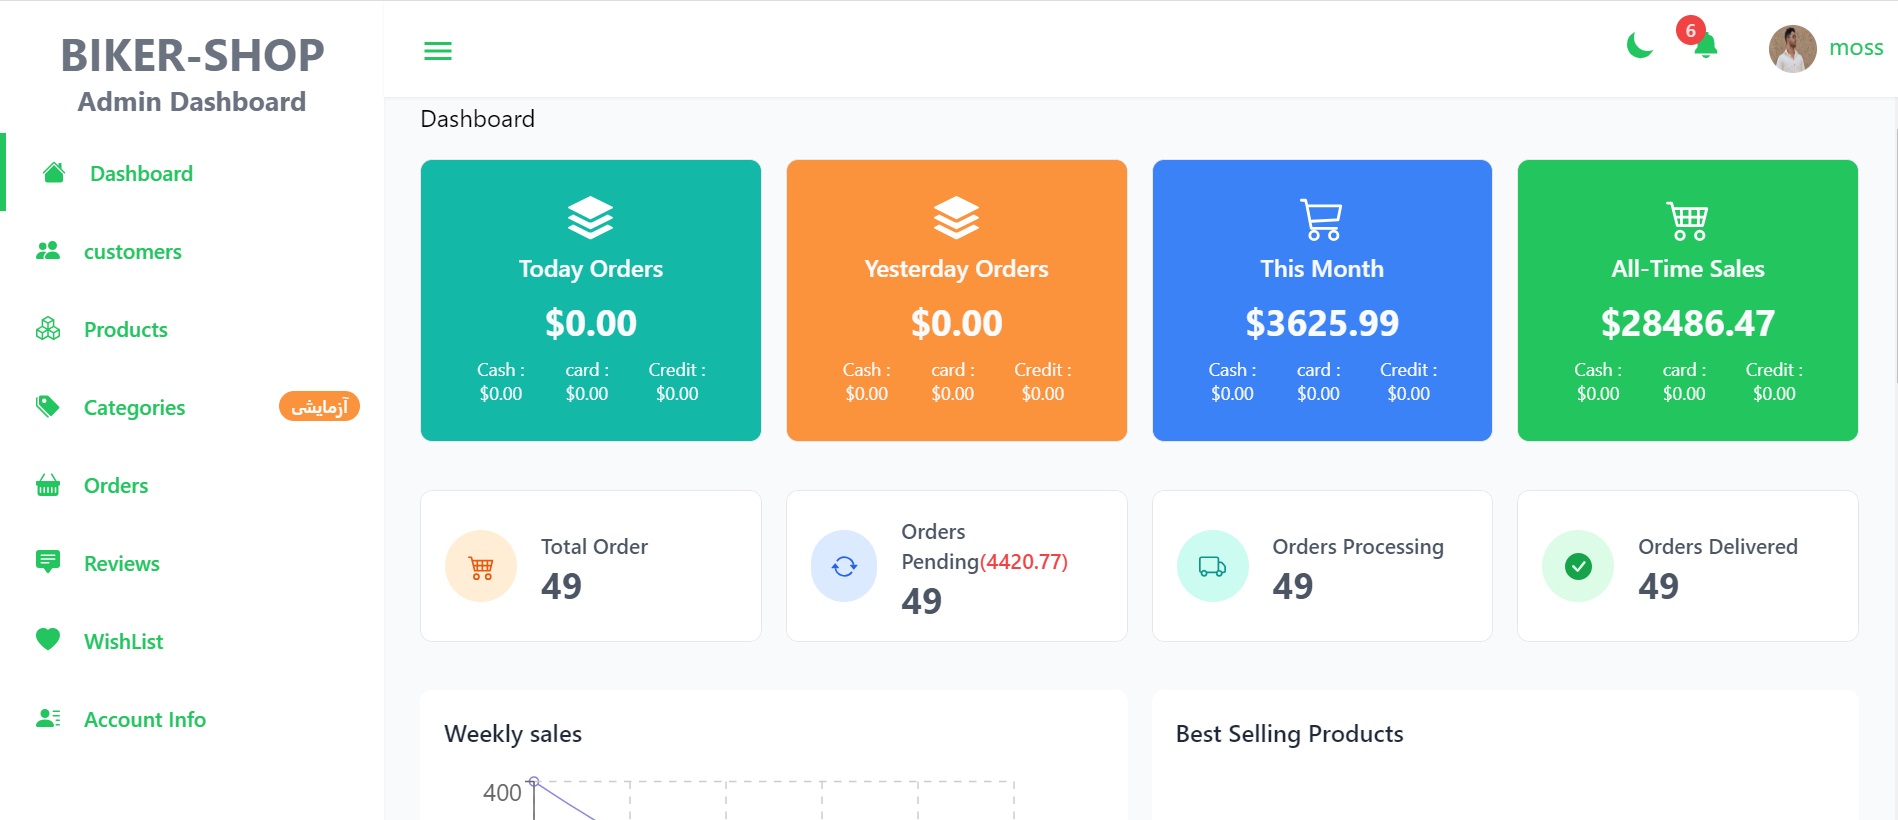 BIKER-SHOP
Admin Dashboard
Dashboard
customers
Products
Categories
آزمایشی
Orders
Reviews
WishList
Account Info
6
moss
Dashboard
Today Orders
$0.00
Cash : card : Credit :
$0.00 $0.00 $0.00
Yesterday Orders
$0.00
Cash : card : Credit :
$0.00 $0.00 $0.00
This Month
$3625.99
Cash : card : Credit :
$0.00 $0.00 $0.00
All-Time Sales
$28486.47
Cash : card : Credit :
$0.00 $0.00 $0.00
Total Order
49
Orders
Pending(4420.77)
49
Orders Processing
49
Orders Delivered
49
Weekly sales
400
Best Selling Products